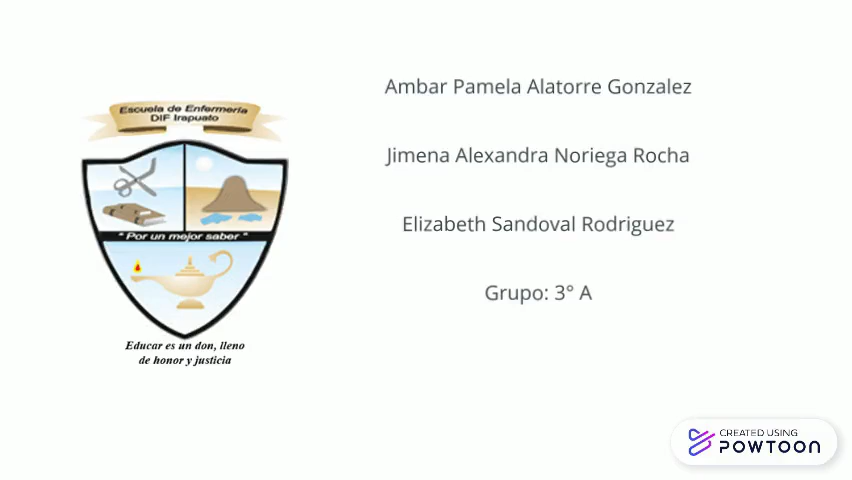 Escuela de Enfermería
DIF Irapuato
"Por un mejor saber"
Educar es un don, lleno
de honor y justicia
Ambar Pamela Alatorre Gonzalez
Jimena Alexandra Noriega Rocha
Elizabeth Sandoval Rodriguez
Grupo: 3° A
CREATED USING
POWTOON